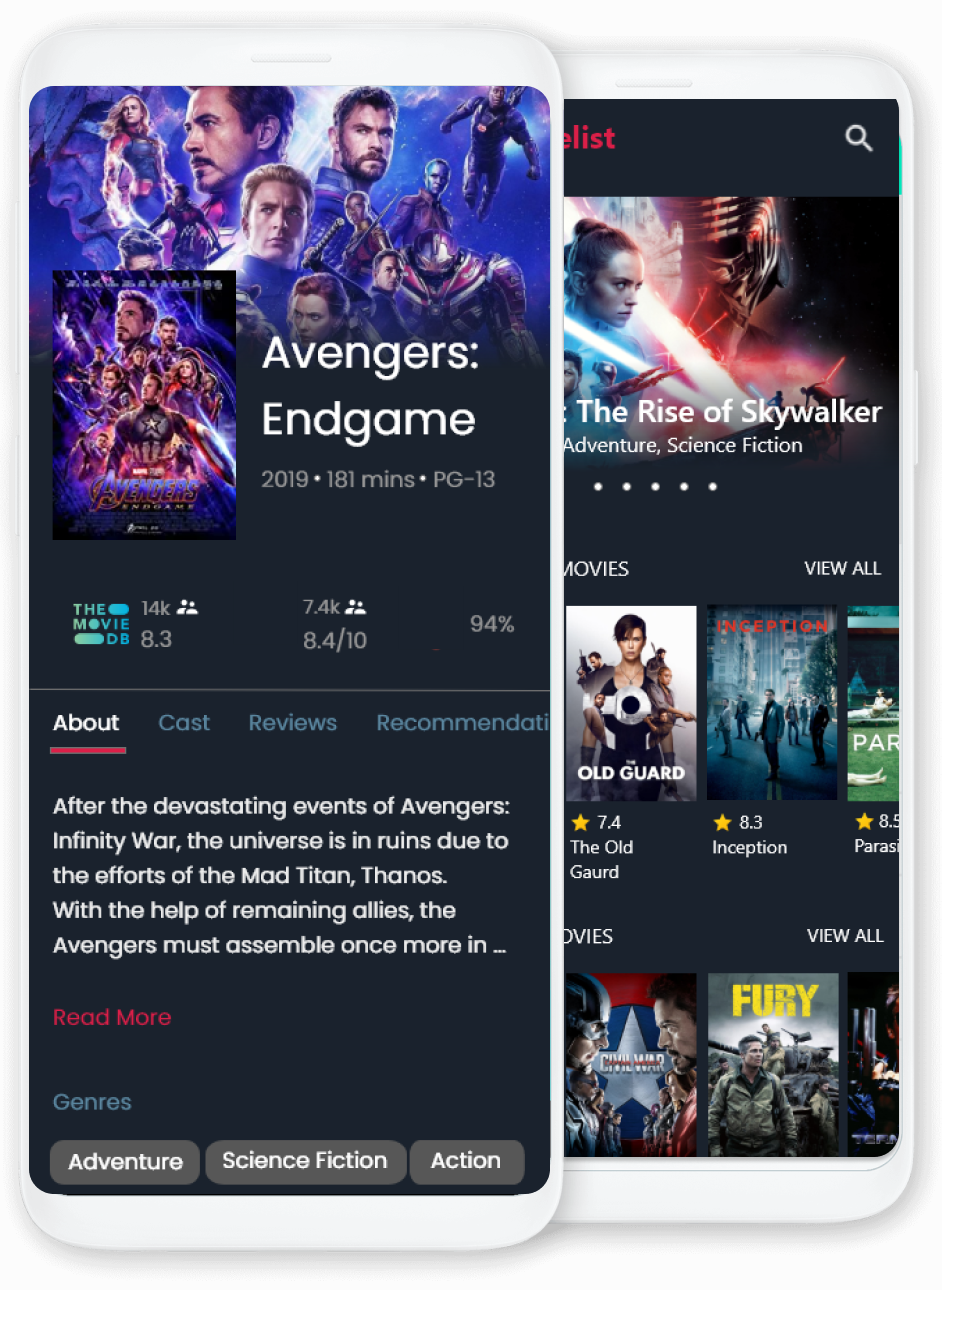 Avengers:
Endgame
2019 • 181 mins • PG-13
AVENGERS
ENDGAME
THE
MOVIE
DB
14k
8.3
7.4k
8.4/10
94%
About
Cast
Reviews
Recommendati
After the devastating events of Avengers:
Infinity War, the universe is in ruins due to
the efforts of the Mad Titan, Thanos.
With the help of remaining allies, the
Avengers must assemble once more in ...
Read More
Genres
Adventure
Science Fiction
Action
elist
: The Rise of Skywalker
Adventure, Science Fiction
MOVIES
VIEW ALL
THE
OLD GUARD
INCEPTION
PAR
7.4
The Old
Gaurd
8.3
Inception
8.5
Parasi
OVIES
VIEW ALL
CIVIL WAR
FURY